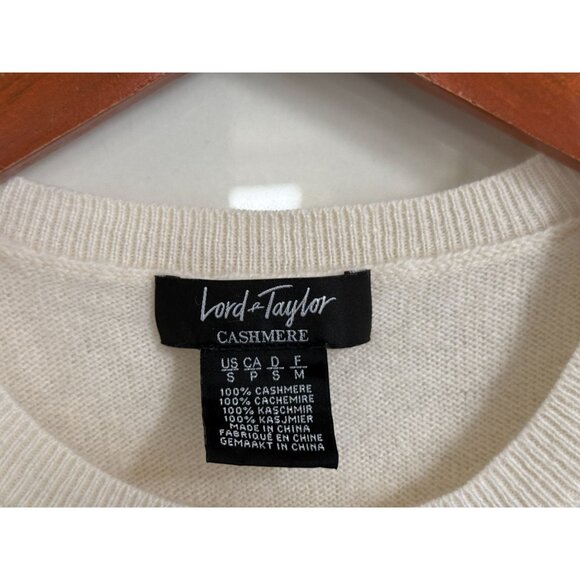 Lord & Taylor
CASHMERE
US CA D F
S P S M
100% CASHMERE
100% CACHEMIRE
100% KASCHMIR
100% KASJMIER
MADE IN CHINA
FABRIQUÉ EN CHINE
GEMAAKT IN CHINA